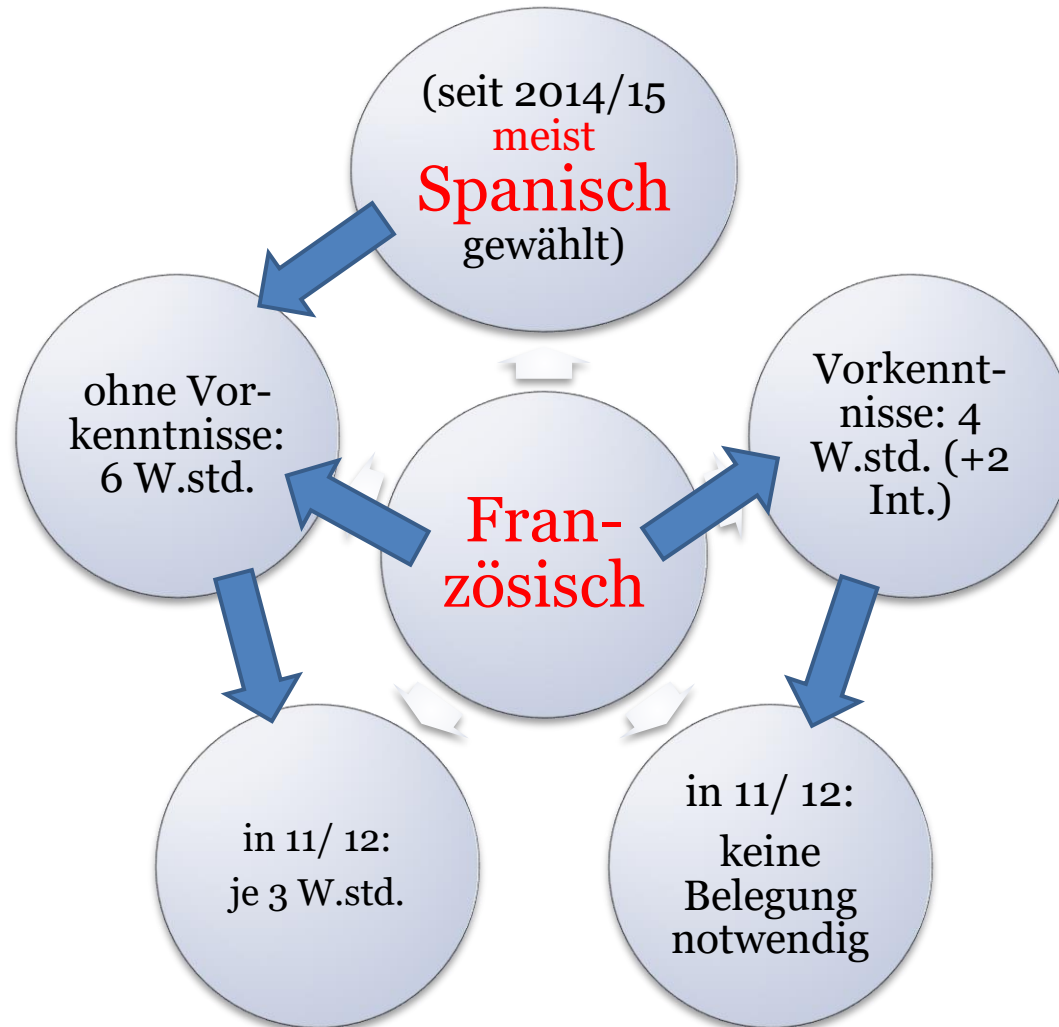 (seit 2014/15
meist
Spanisch
gewählt)
ohne Vor-
kenntnisse:
6 W.std.
Vorkennt-
nisse: 4
W.std. (+2
Int.)
Fran-
zösisch
in 11/ 12:
je 3 W.std.
in 11/ 12:
keine
Belegung
notwendig